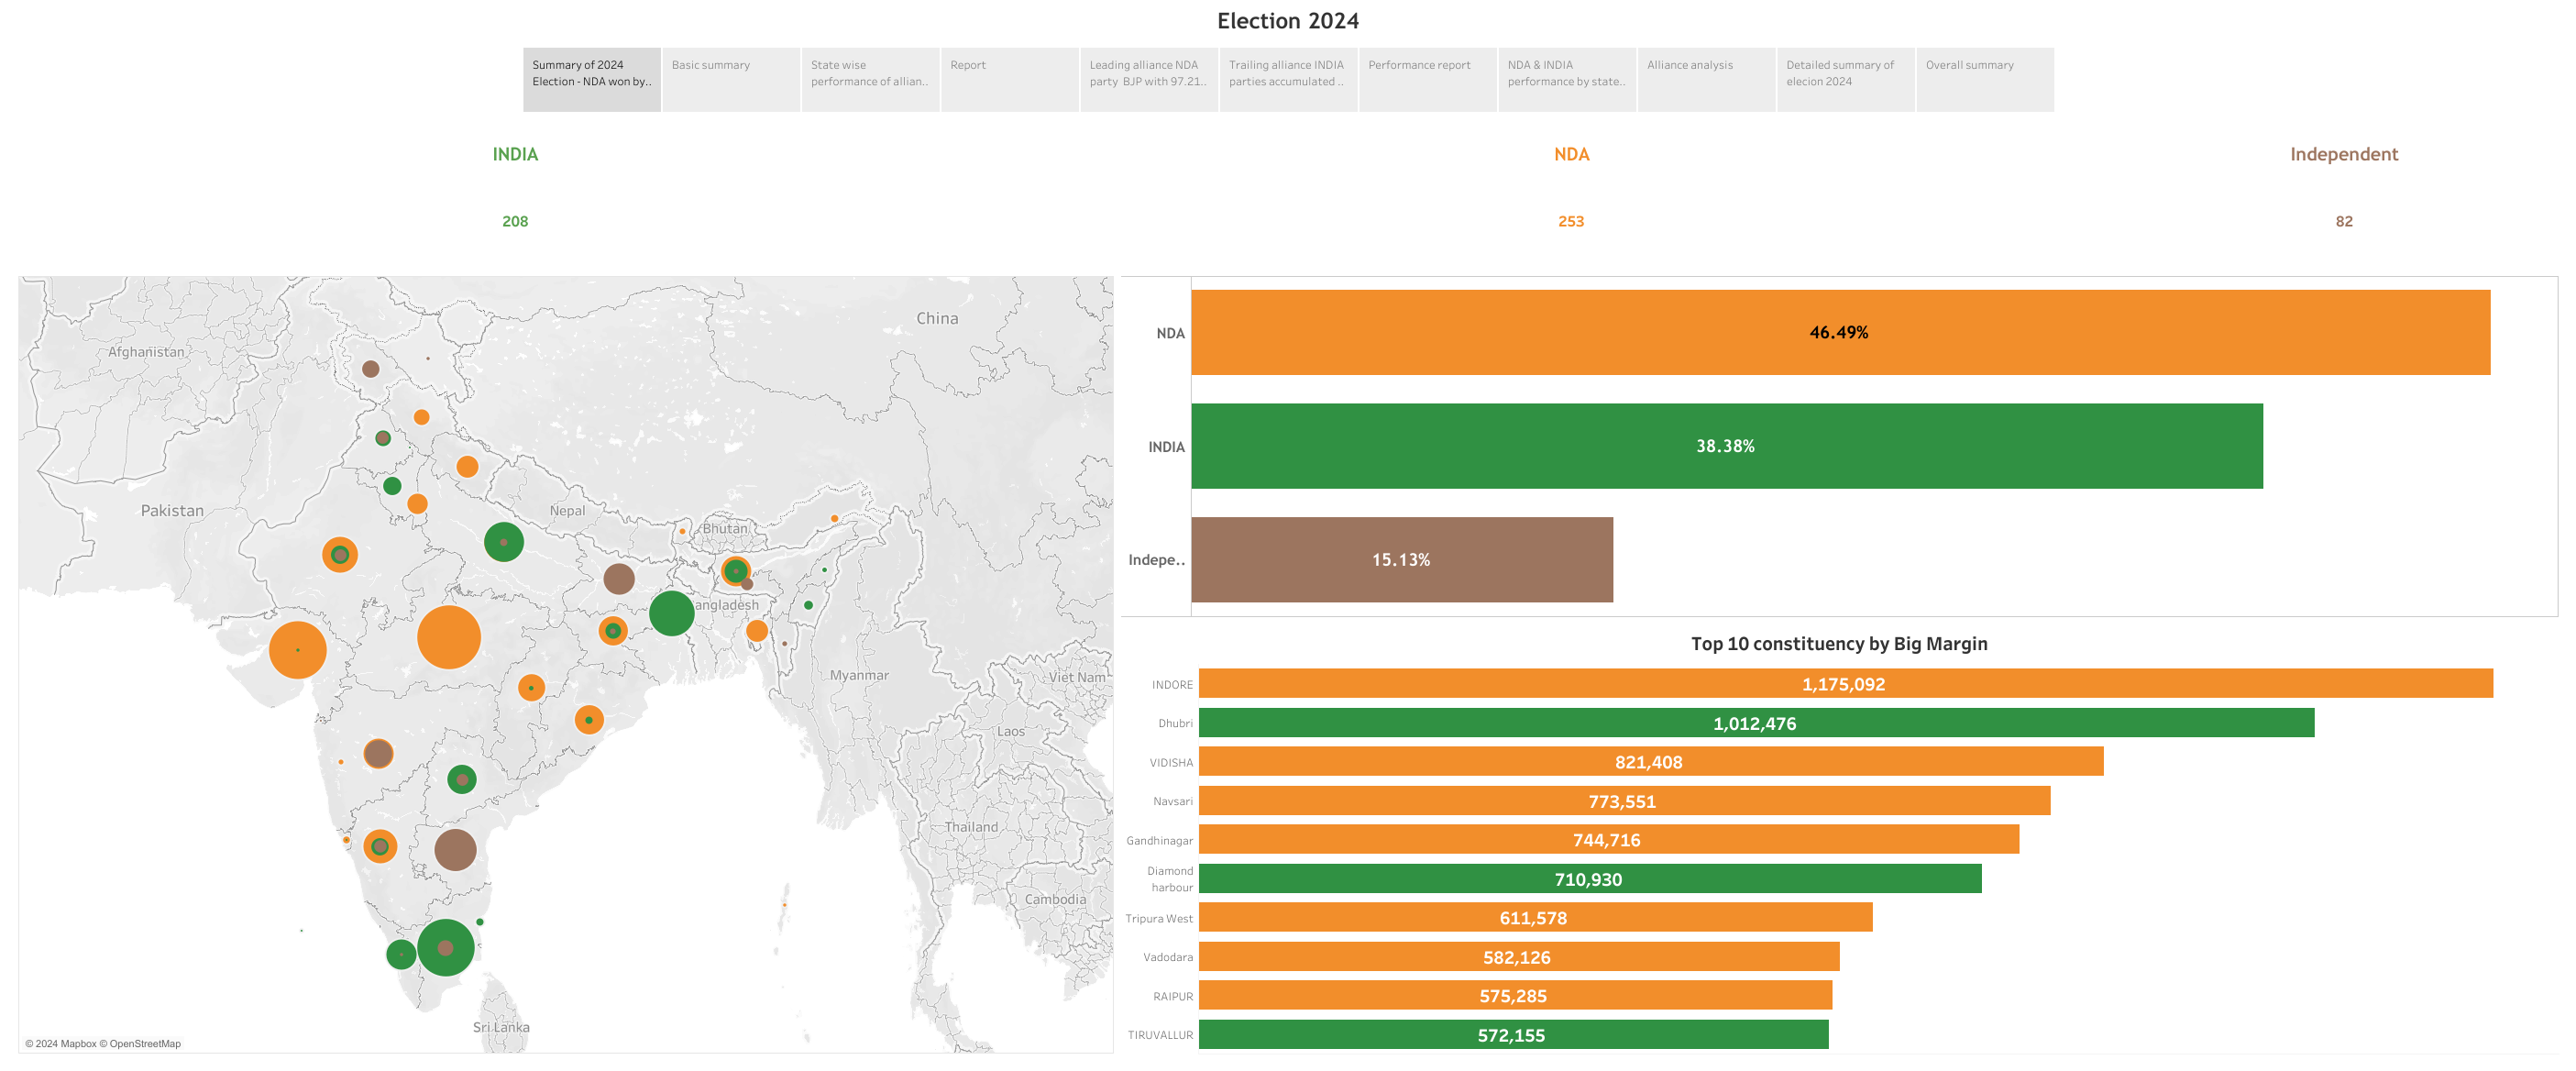 Election 2024
Summary of 2024
Election - NDA won by..
Basic summary
State wise
performance of allian..
Report
Leading alliance NDA
party BJP with 97.21..
Trailing alliance INDIA
parties accumulated ..
Performance report
NDA & INDIA
performance by state..
Alliance analysis
Detailed summary of
elecion 2024
Overall summary
INDIA
NDA
Independent
208
253
82
China
Afghanistan
Pakistan
Nepal
Bhutan
angladesh
Myanmar
Viet Nam
Laos
Thailand
Cambodia
Sri Lanka
© 2024 Mapbox © OpenStreetMap
NDA
46.49%
INDIA
38.38%
Indepe..
15.13%
Top 10 constituency by Big Margin
INDORE
1,175,092
Dhubri
1,012,476
VIDISHA
821,408
Navsari
773,551
Gandhinagar
744,716
Diamond
harbour
710,930
Tripura West
611,578
Vadodara
582,126
RAIPUR
575,285
TIRUVALLUR
572,155